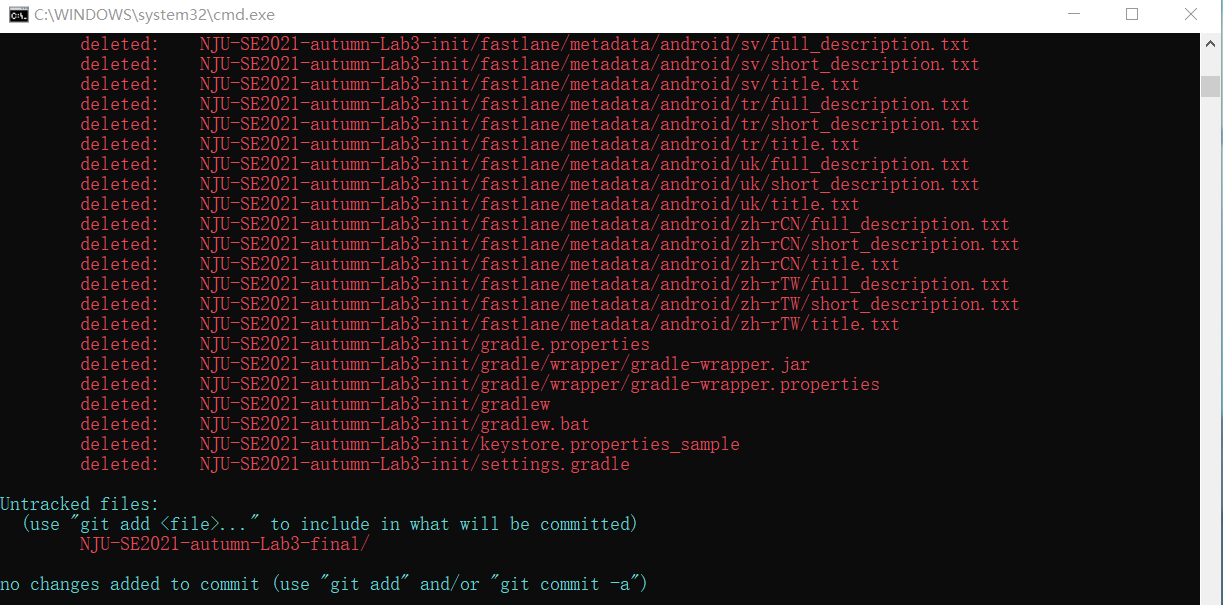 C:\WINDOWS\system32\cmd.exe
deleted: NJU-SE2021-autumn-Lab3-init/fastlane/metadata/android/sv/full_description.txt
deleted: NJU-SE2021-autumn-Lab3-init/fastlane/metadata/android/sv/short_description.txt
deleted: NJU-SE2021-autumn-Lab3-init/fastlane/metadata/android/sv/title.txt
deleted: NJU-SE2021-autumn-Lab3-init/fastlane/metadata/android/tr/full_description.txt
deleted: NJU-SE2021-autumn-Lab3-init/fastlane/metadata/android/tr/short_description.txt
deleted: NJU-SE2021-autumn-Lab3-init/fastlane/metadata/android/tr/title.txt
deleted: NJU-SE2021-autumn-Lab3-init/fastlane/metadata/android/uk/full_description.txt
deleted: NJU-SE2021-autumn-Lab3-init/fastlane/metadata/android/uk/short_description.txt
deleted: NJU-SE2021-autumn-Lab3-init/fastlane/metadata/android/uk/title.txt
deleted: NJU-SE2021-autumn-Lab3-init/fastlane/metadata/android/zh-rCN/full_description.txt
deleted: NJU-SE2021-autumn-Lab3-init/fastlane/metadata/android/zh-rCN/short_description.txt
deleted: NJU-SE2021-autumn-Lab3-init/fastlane/metadata/android/zh-rCN/title.txt
deleted: NJU-SE2021-autumn-Lab3-init/fastlane/metadata/android/zh-rTW/full_description.txt
deleted: NJU-SE2021-autumn-Lab3-init/fastlane/metadata/android/zh-rTW/short_description.txt
deleted: NJU-SE2021-autumn-Lab3-init/fastlane/metadata/android/zh-rTW/title.txt
deleted: NJU-SE2021-autumn-Lab3-init/gradle.properties
deleted: NJU-SE2021-autumn-Lab3-init/gradle/wrapper/gradle-wrapper.jar
deleted: NJU-SE2021-autumn-Lab3-init/gradle/wrapper/gradle-wrapper.properties
deleted: NJU-SE2021-autumn-Lab3-init/gradlew
deleted: NJU-SE2021-autumn-Lab3-init/gradlew.bat
deleted: NJU-SE2021-autumn-Lab3-init/keystore.properties_sample
deleted: NJU-SE2021-autumn-Lab3-init/settings.gradle
Untracked files:
(use "git add <file>..." to include in what will be committed)
NJU-SE2021-autumn-Lab3-final/
no changes added to commit (use "git add" and/or "git commit -a")